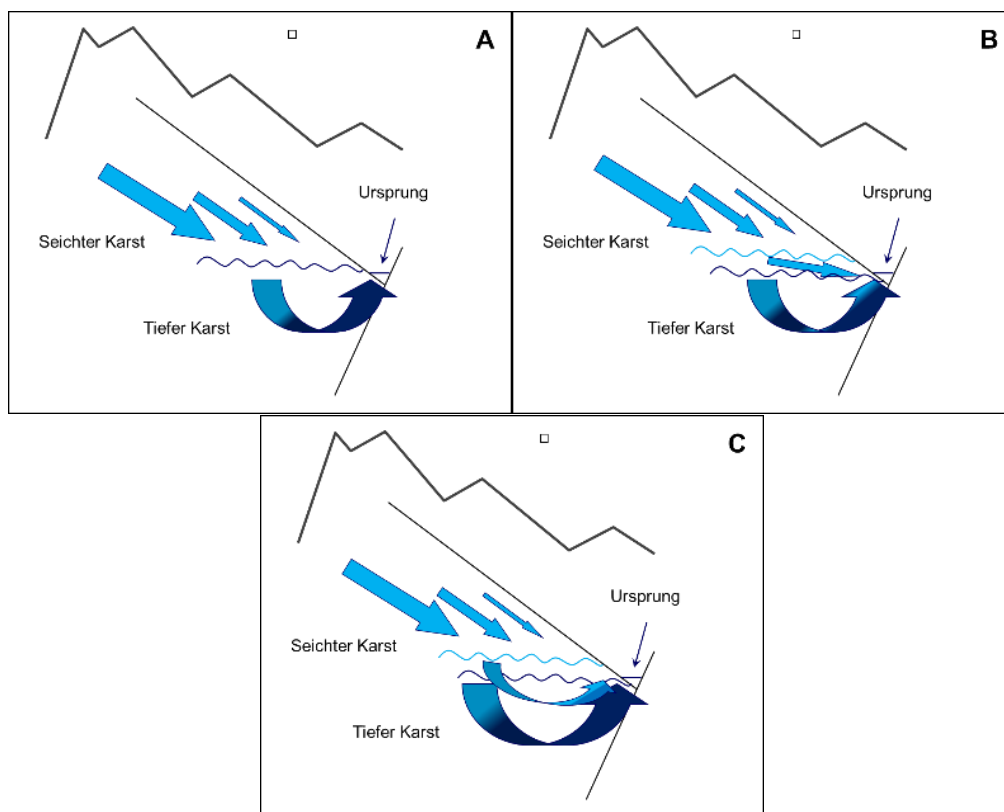 A
Ursprung
Seichter Karst
Tiefer Karst
B
Ursprung
Seichter Karst
Tiefer Karst
C
Ursprung
Seichter Karst
Tiefer Karst